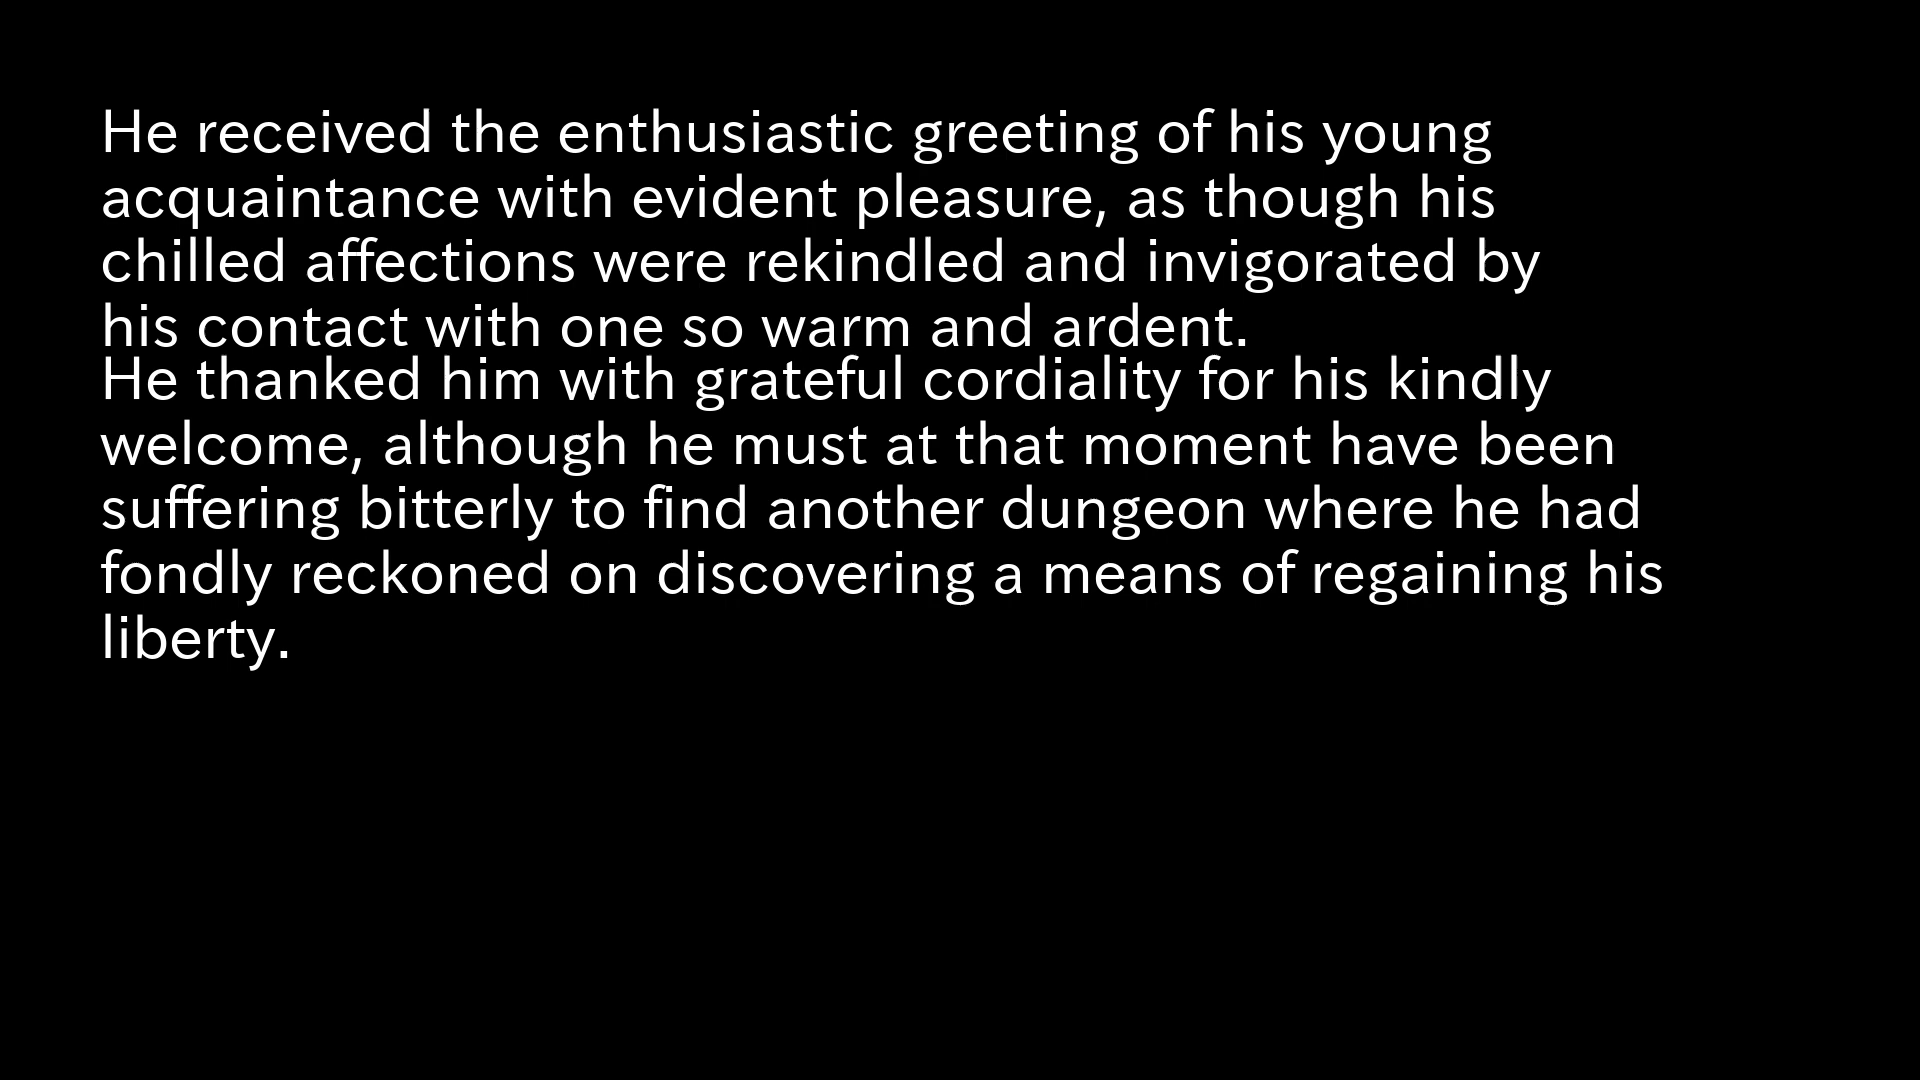 He received the enthusiastic greeting of his young
acquaintance with evident pleasure, as though his
chilled affections were rekindled and invigorated by
his contact with one so warm and ardent.
He thanked him with grateful cordiality for his kindly
welcome, although he must at that moment have been
suffering bitterly to find another dungeon where he had
fondly reckoned on discovering a means of regaining his
liberty.